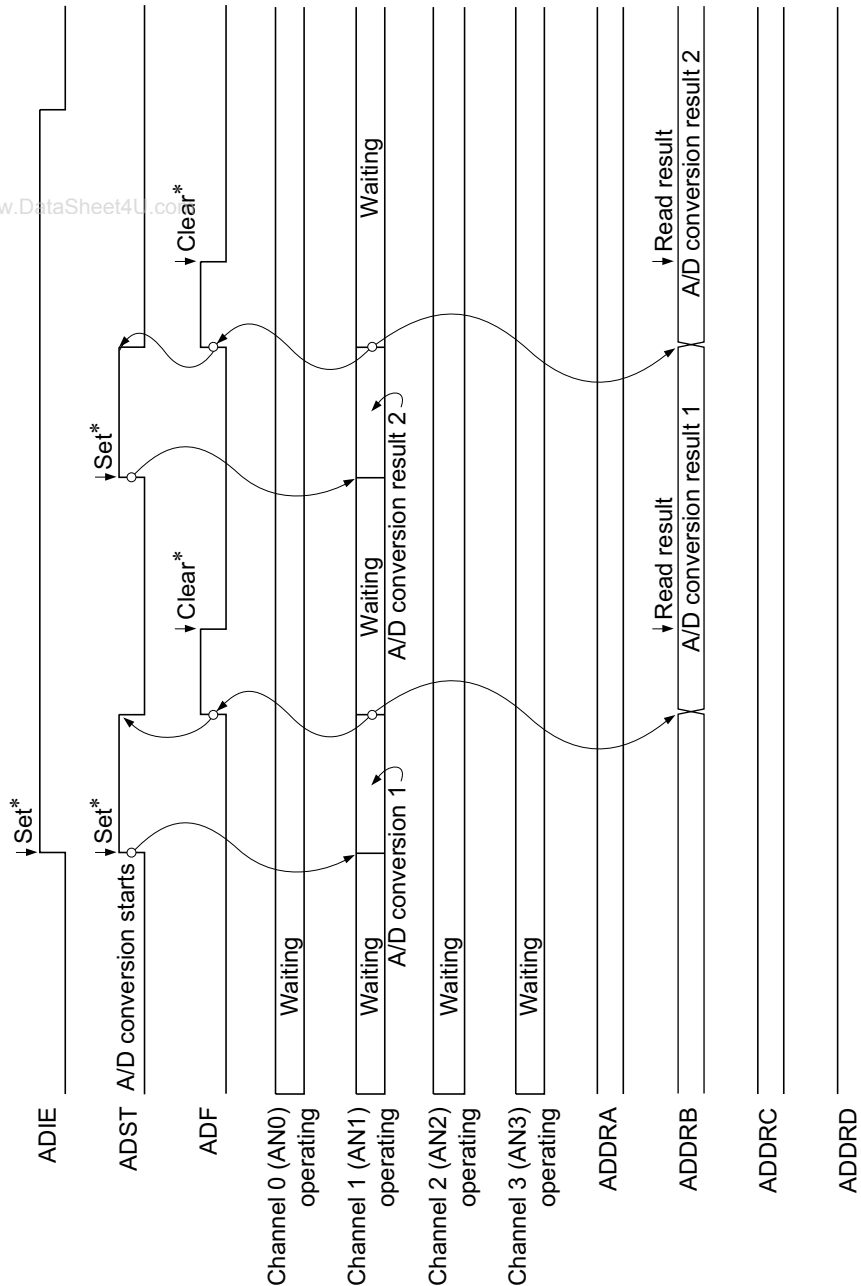 ADIE
Set*
ADST
A/D conversion starts
Set*
Set*
ADF
Clear*
Clear*
Channel 0 (AN0)
operating
Waiting
Channel 1 (AN1)
operating
Waiting
Waiting
Waiting
A/D conversion 1
A/D conversion result 2
Channel 2 (AN2)
operating
Waiting
Channel 3 (AN3)
operating
Waiting
ADDRA
ADDRB
Read result
Read result
A/D conversion result 1
A/D conversion result 2
ADDRC
ADDRD
w.DataSheet4U.com